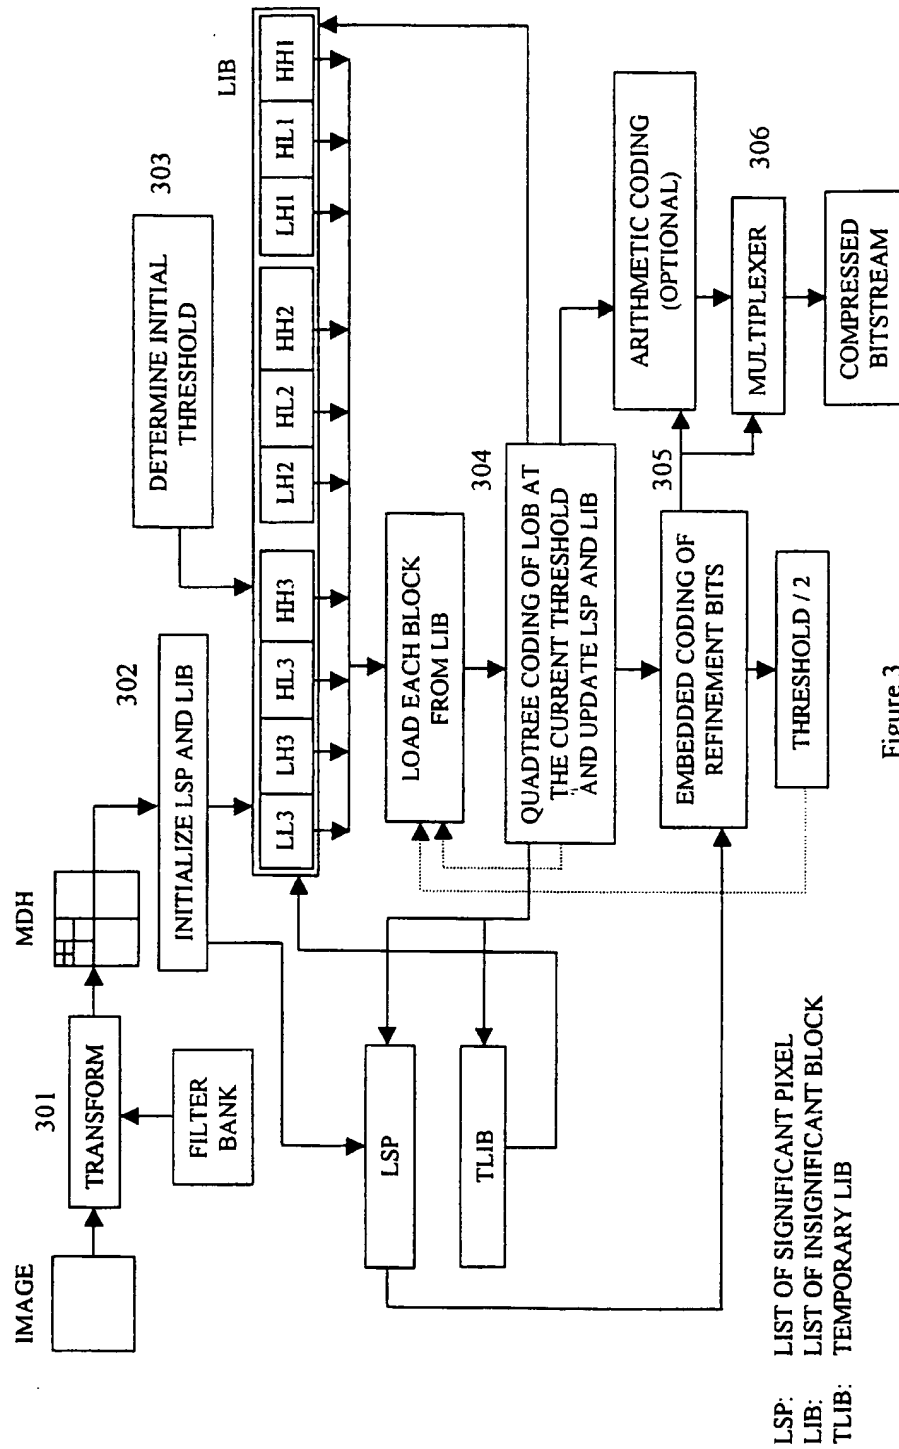 IMAGE
301
TRANSFORM
FILTER
BANK
MDH
302
INITIALIZE LSP AND LIB
303
DETERMINE INITIAL
THRESHOLD
LIB
LL3 LH3 HL3 HH3 LH2 HL2 HH2 LH1 HL1 HH1
LOAD EACH BLOCK
FROM LIB
LSP
TLIB
304
QUADTREE CODING OF LOB AT
THE CURRENT THRESHOLD
AND UPDATE LSP AND LIB
305
EMBEDDED CODING OF
REFINEMENT BITS
THRESHOLD / 2
ARITHMETIC CODING
(OPTIONAL)
306
MULTIPLEXER
COMPRESSED
BITSTREAM
LSP: LIST OF SIGNIFICANT PIXEL
LIB: LIST OF INSIGNIFICANT BLOCK
TLIB: TEMPORARY LIB
Figure 3